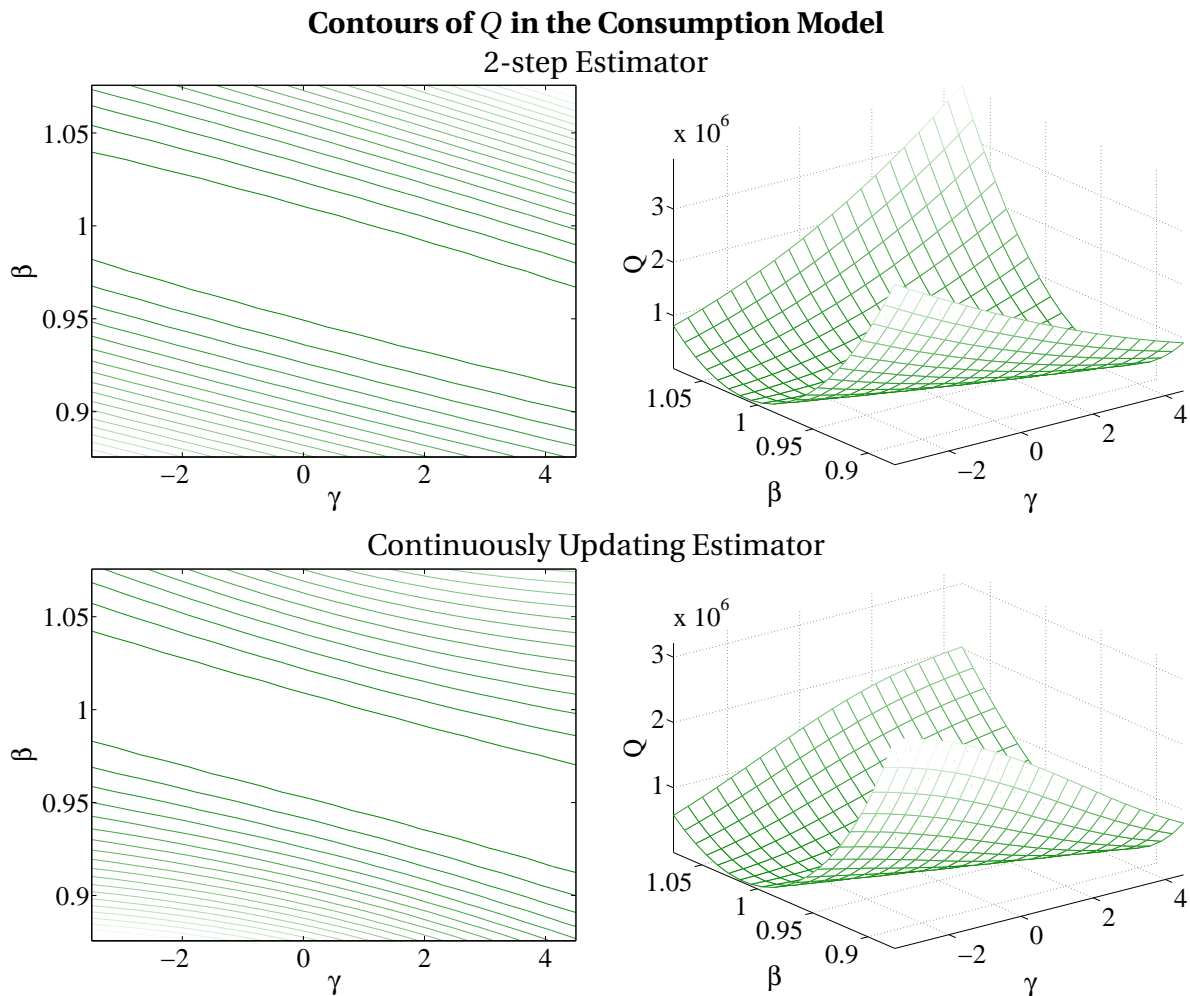 Contours of Q in the Consumption Model
2-step Estimator
1.05
1
0.95
0.9
β
−2 0 2 4
γ
x 10^6
3
2
1
Q
1.05
1
0.95
0.9
β
−2
0
2
4
γ
Continuously Updating Estimator
1.05
1
0.95
0.9
β
−2 0 2 4
γ
x 10^6
3
2
1
Q
1.05
1
0.95
0.9
β
−2
0
2
4
γ